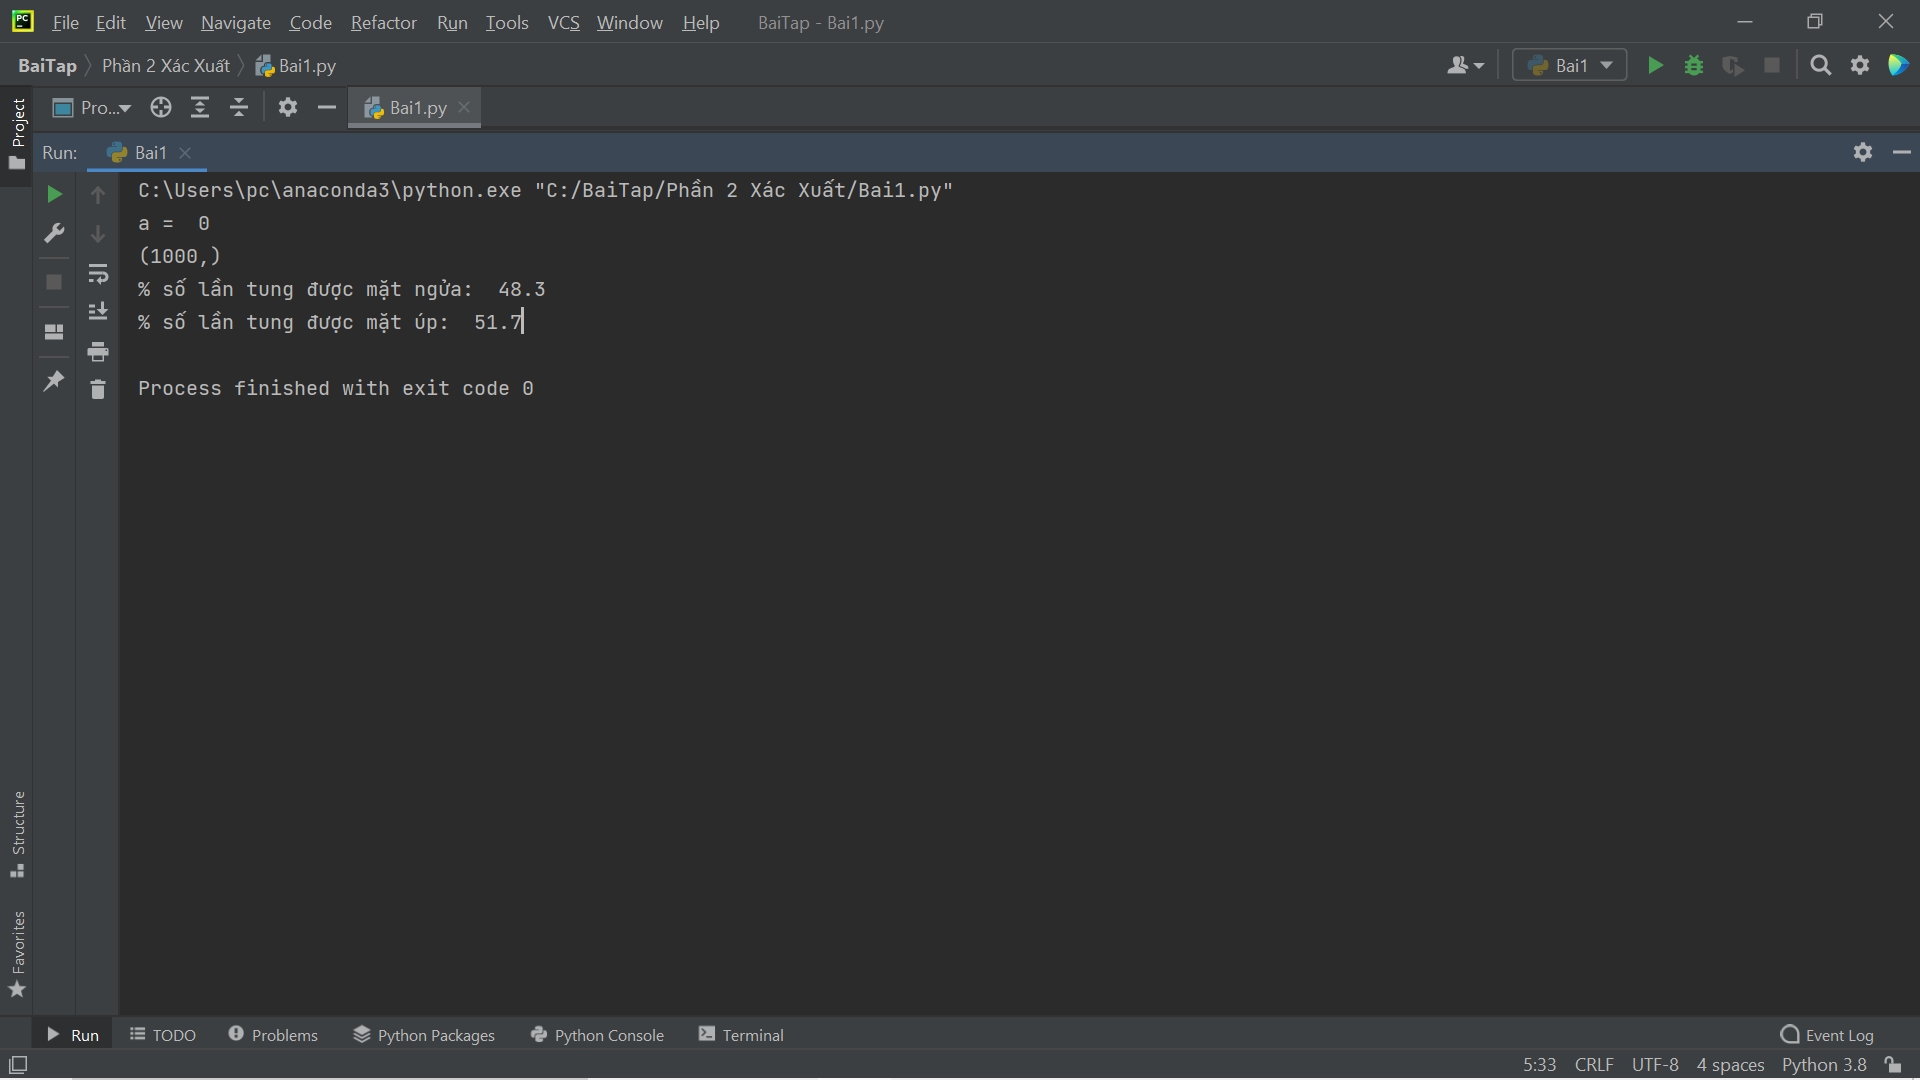 File Edit View Navigate Code Refactor Run Tools VCS Window Help BaiTap - Bai1.py
BaiTap Phần 2 Xác Xuất Bai1.py Bai1
Pro... Bai1.py
Project
Run: Bai1
C:\Users\pc\anaconda3\python.exe "C:/BaiTap/Phần 2 Xác Xuất/Bai1.py"
a =  0
(1000,)
% số lần tung được mặt ngửa:  48.3
% số lần tung được mặt úp:  51.7
Process finished with exit code 0
Structure
Favorites
Run TODO Problems Python Packages Python Console Terminal Event Log
5:33 CRLF UTF-8 4 spaces Python 3.8